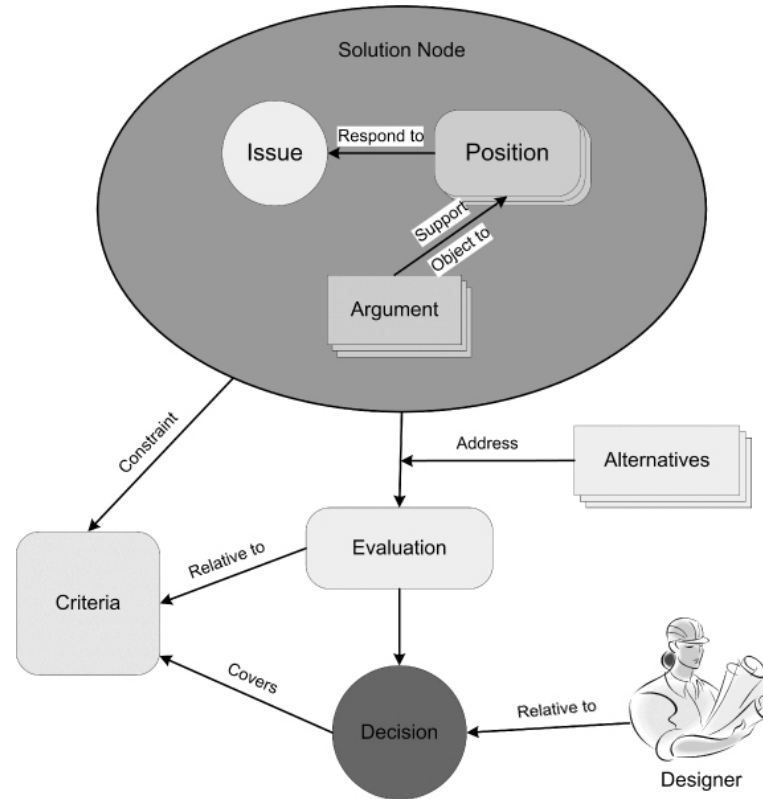 Solution Node
Issue
Respond to
Position
Support
Object to
Argument
Constraint
Address
Alternatives
Evaluation
Relative to
Criteria
Covers
Decision
Relative to
Designer